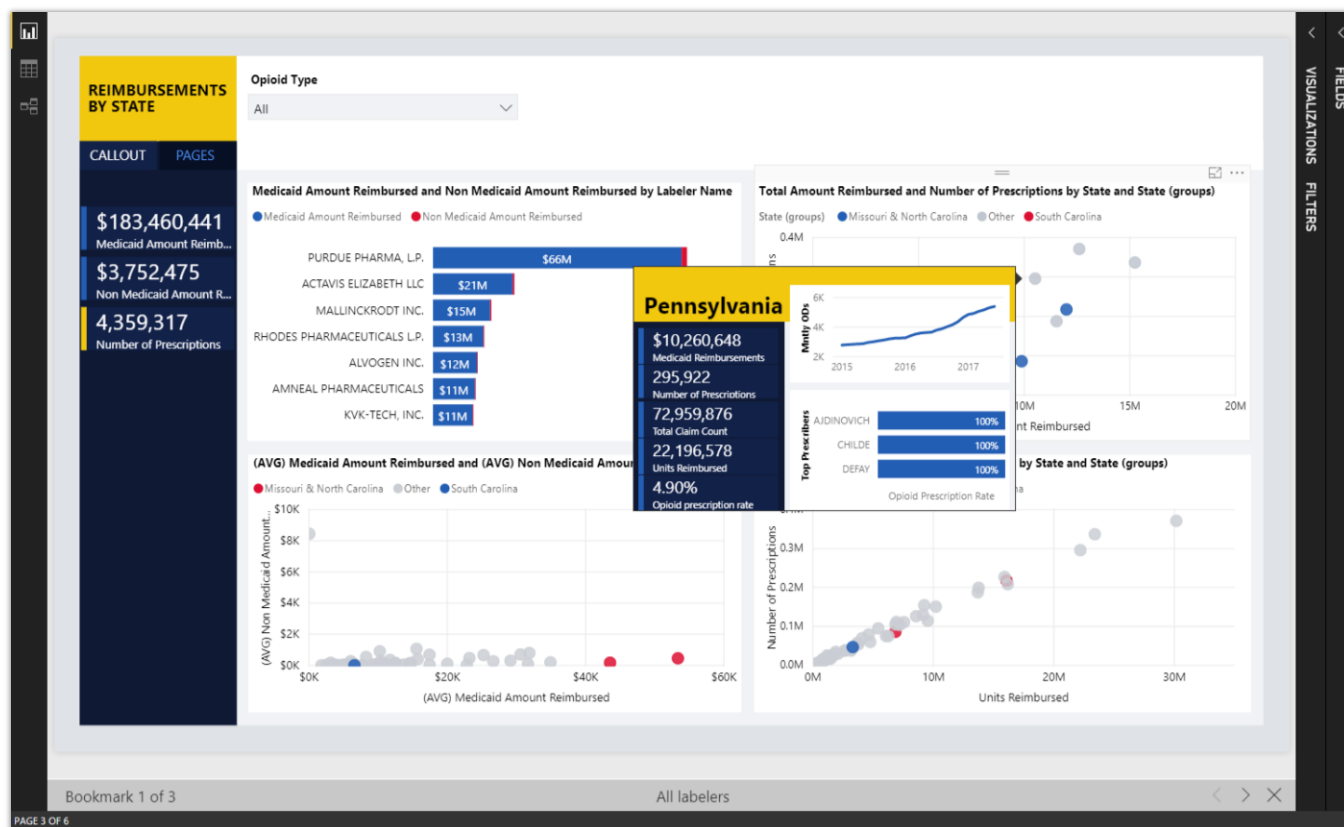 REIMBURSEMENTS
BY STATE
CALLOUT
PAGES
$183,460,441
Medicaid Amount Reimb...
$3,752,475
Non Medicaid Amount R...
4,359,317
Number of Prescriptions
Opioid Type
All
Medicaid Amount Reimbursed and Non Medicaid Amount Reimbursed by Labeler Name
Medicaid Amount Reimbursed
Non Medicaid Amount Reimbursed
PURDUE PHARMA, L.P.
$66M
ACTAVIS ELIZABETH LLC
$21M
MALLINCKRODT INC.
$15M
RHODES PHARMACEUTICALS L.P.
$13M
ALVOGEN INC.
$12M
AMNEAL PHARMACEUTICALS
$11M
KVK-TECH, INC.
$11M
Total Amount Reimbursed and Number of Prescriptions by State and State (groups)
State (groups)
Missouri & North Carolina
Other
South Carolina
0.4M
15M
20M
Reimbursed
Pennsylvania
$10,260,648
Medicaid Reimbursements
295,922
Number of Prescriptions
72,959,876
Total Claim Count
22,196,578
Units Reimbursed
4.90%
Opioid prescription rate
Mntly ODs
6K
4K
2K
2015
2016
2017
Top Prescribers
AJDINOVICH
100%
CHILDE
100%
DEFAY
100%
Opioid Prescription Rate
(AVG) Medicaid Amount Reimbursed and (AVG) Non Medicaid
Missouri & North Carolina
Other
South Carolina
(AVG) Non Medicaid Amount...
$10K
$8K
$6K
$4K
$2K
$0K
$0K
$20K
$40K
$60K
(AVG) Medicaid Amount Reimbursed
by State and State (groups)
Number of Prescriptions
0.3M
0.2M
0.1M
0.0M
0M
10M
20M
30M
Units Reimbursed
VISUALIZATIONS
FILTERS
FIELDS
Bookmark 1 of 3
All labelers
PAGE 3 OF 6